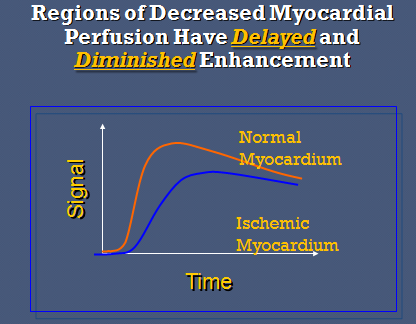 Regions of Decreased Myocardial
Perfusion Have Delayed and
Diminished Enhancement
Normal
Myocardium
Signal
Ischemic
Myocardium
Time